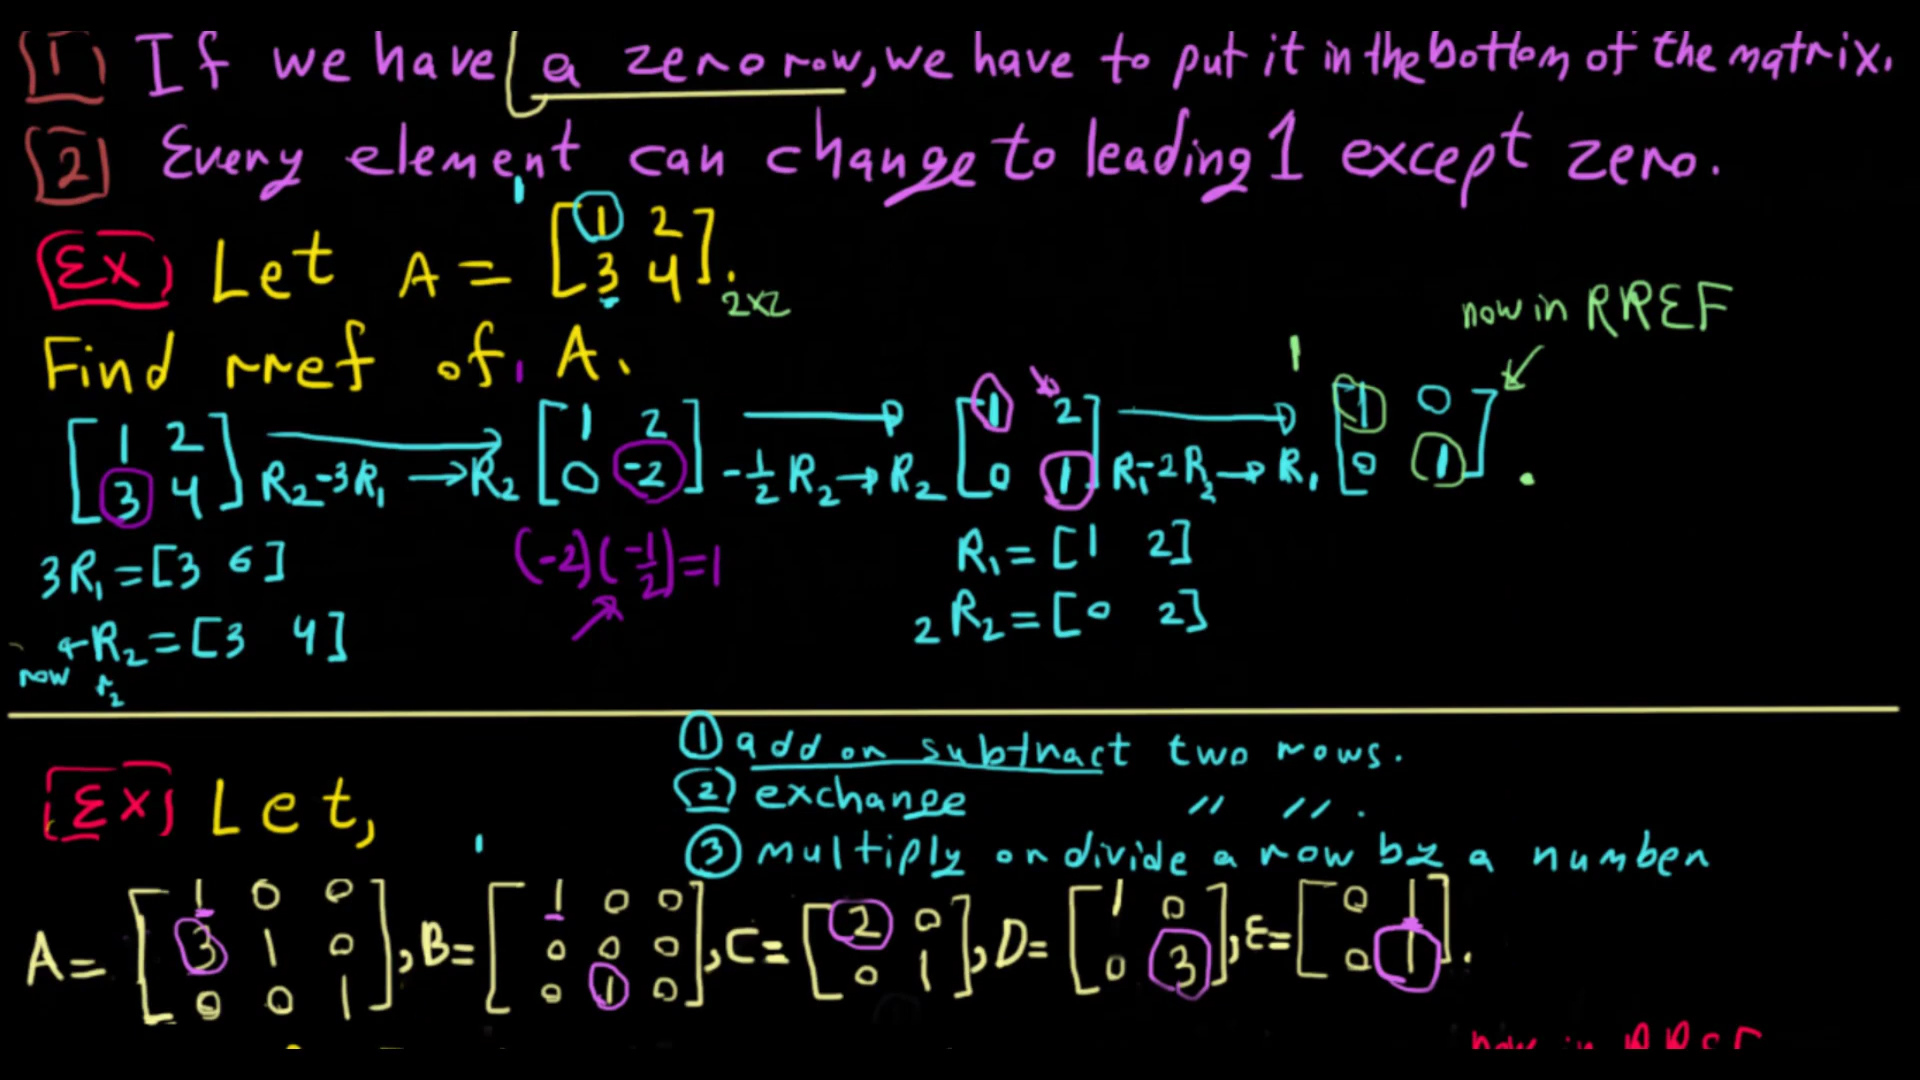 1 If we have a zero row, we have to put it in the bottom of the matrix.
2 Every element can change to leading 1 except zero.
Ex Let A = [1 2
3 4]. 2x2
Find rref of A.
now in RREF
[1 2 → [1 2 → [1 2 → [1 0
3 4] R2-3R1 → R2 0 -2] -1/2 R2 → R2 0 1] R1-2R2 → R1 0 1].
3R1 = [3 6] (-2)(-1/2) = 1 R1 = [1 2]
←R2 = [3 4] 2R2 = [0 2]
row r2
① add or subtract two rows.
Ex Let, ② exchange " " .
③ multiply or divide a row by a number
A = [1 0 0 , B = [1 0 0 , C = [2 0 , D = [1 0 , E = [0 1
3 1 0 0 0 0 0 1] 0 3] 0 1].
0 0 1] 0 1 0]